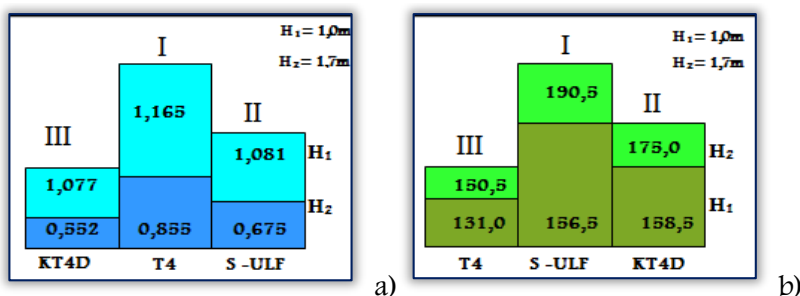 I
H₁= 1,0m
H₂= 1,7m
1,165
II
III
1,081
H₁
1,077
H₂
0,552
0,855
0,675
KT4D
T4
S -ULF
a)
I
H₁= 1,0m
H₂= 1,7m
190,5
II
III
175,0
H₂
150,5
H₁
131,0
156,5
158,5
T4
S -ULF
KT4D
b)